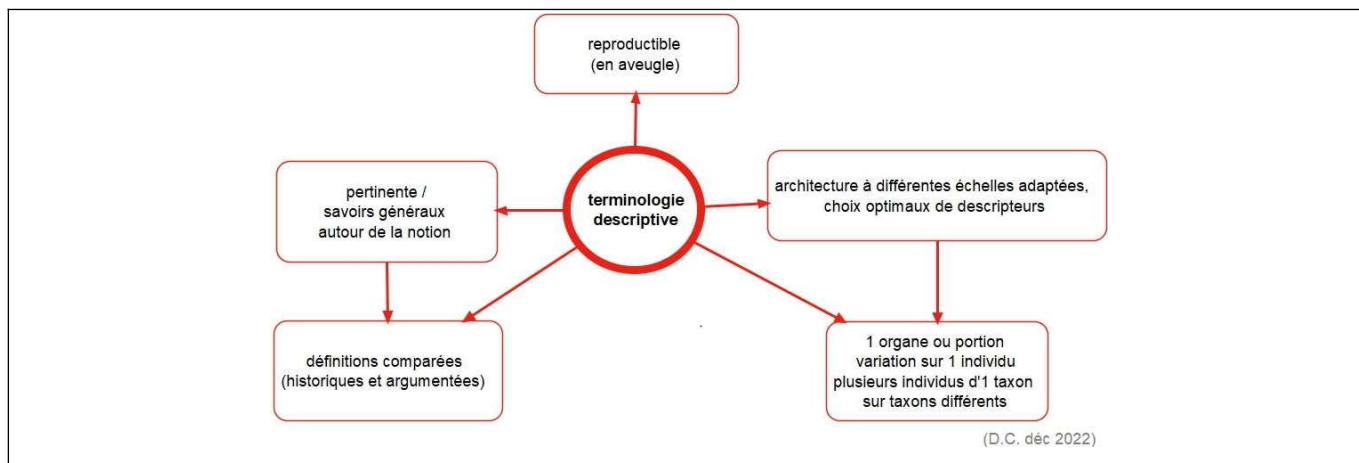 reproductible
(en aveugle)
pertinente /
savoirs généraux
autour de la notion
terminologie
descriptive
architecture à différentes échelles adaptées,
choix optimaux de descripteurs
définitions comparées
(historiques et argumentées)
1 organe ou portion
variation sur 1 individu
plusieurs individus d'1 taxon
sur taxons différents
(D.C. déc 2022)